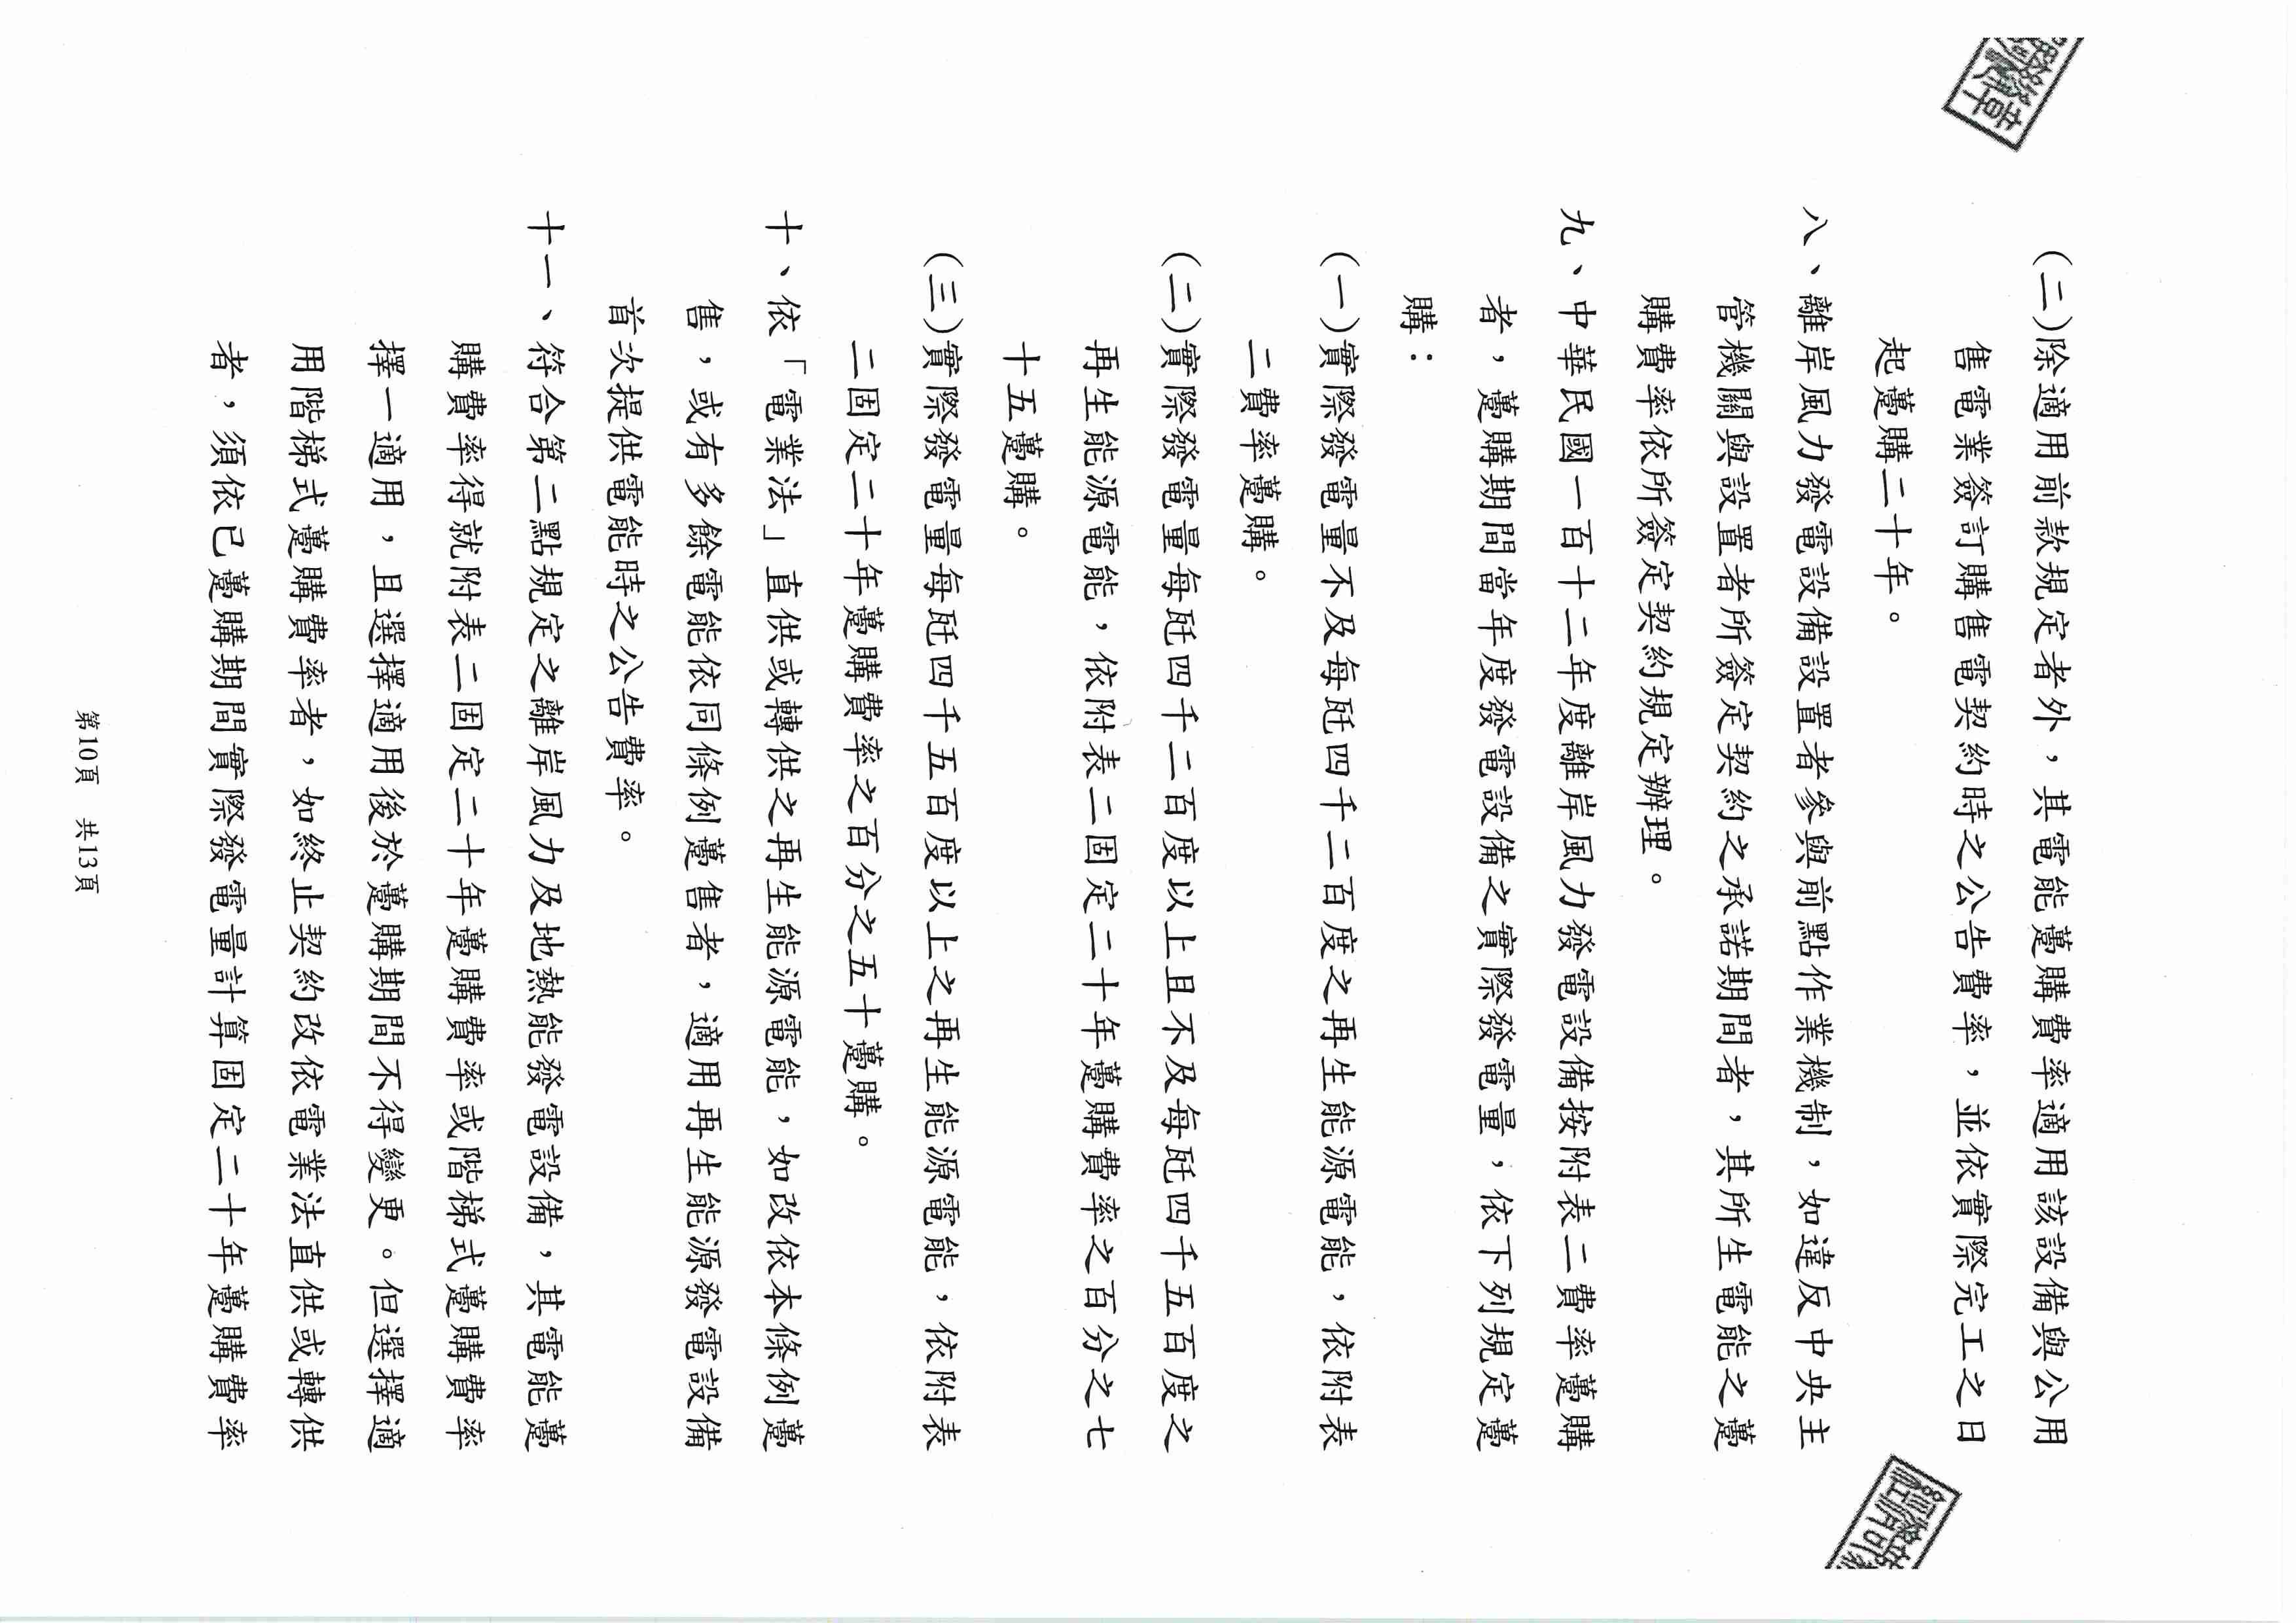 (二)除適用前款規定者外，其電能躉購費率適用該設備與公用
售電業簽訂購售電契約時之公告費率，並依實際完工之日
起躉購二十年。
八、離岸風力發電設備設置者參與前點作業機制，如違反中央主
管機關與設置者所簽定契約之承諾期間者，其所生電能之躉
購費率依所簽定契約規定辦理。
九、中華民國一百十二年度離岸風力發電設備按附表二費率躉購
者，躉購期間當年度發電設備之實際發電量，依下列規定躉
購：
(一)實際發電量不及每瓩四千二百度之再生能源電能，依附表
二費率躉購。
(二)實際發電量每瓩四千二百度以上且不及每瓩四千五百度之
再生能源電能，依附表二固定二十年躉購費率之百分之七
十五躉購。
(三)實際發電量每瓩四千五百度以上之再生能源電能，依附表
二固定二十年躉購費率之百分之五十躉購。
十、依「電業法」直供或轉供之再生能源電能，如改依本條例躉
售，或有多餘電能依同條例躉售者，適用再生能源發電設備
首次提供電能時之公告費率。
十一、符合第二點規定之離岸風力及地熱能發電設備，其電能躉
購費率得就附表二固定二十年躉購費率或階梯式躉購費率
擇一適用，且選擇適用後於躉購期間不得變更。但選擇適
用階梯式躉購費率者，如終止契約改依電業法直供或轉供
者，須依已躉購期間實際發電量計算固定二十年躉購費率
經濟部
章
第10頁　共13頁